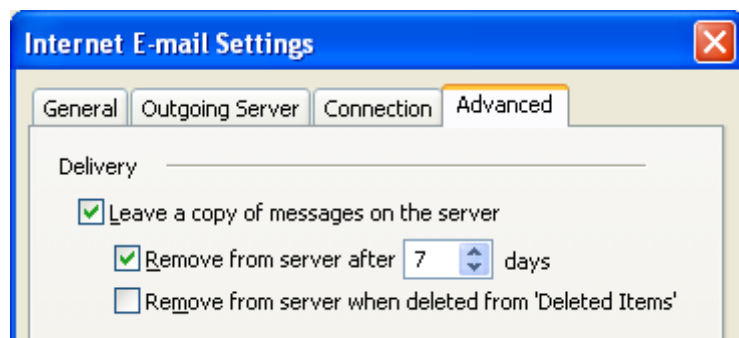 Internet E-mail Settings
General Outgoing Server Connection Advanced
Delivery
Leave a copy of messages on the server
Remove from server after 7 days
Remove from server when deleted from 'Deleted Items'